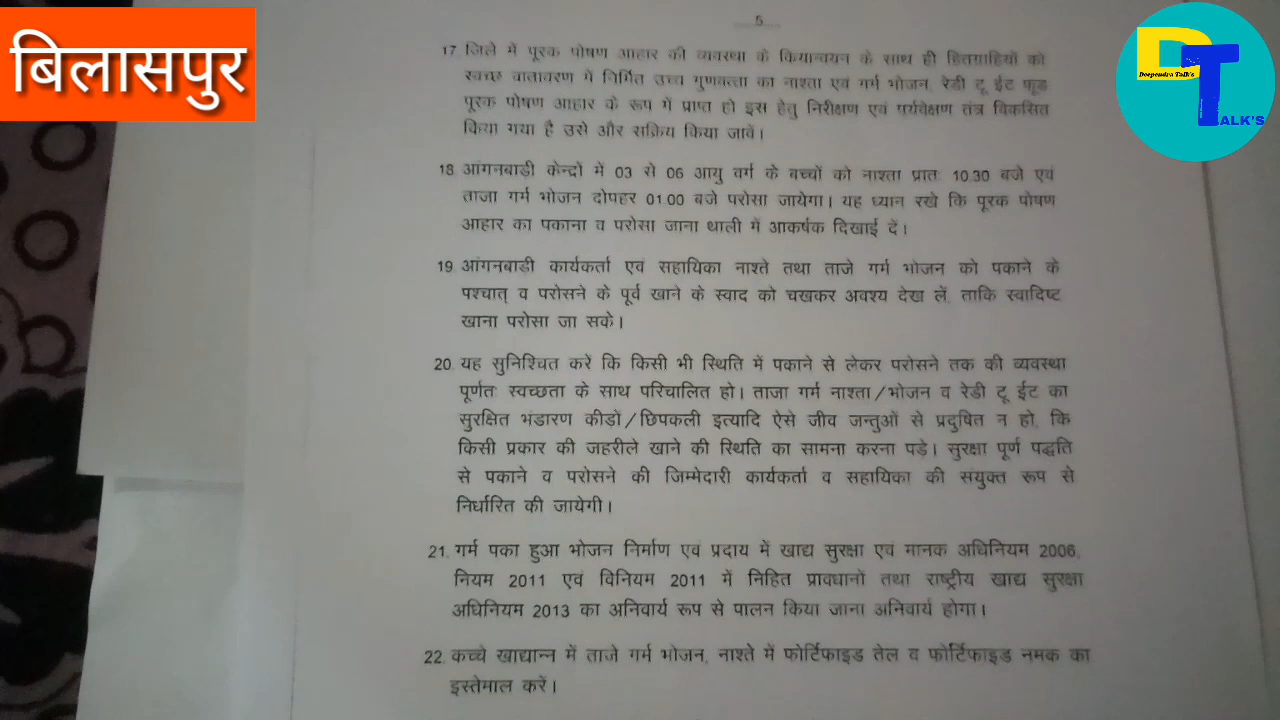 बिलासपुर
5
DT
Deependra Talk's
ALK'S
17. जिले में पूरक पोषण आहार की व्यवस्था के कियान्वयन के साथ ही हितग्राहियों को
स्वच्छ वातावरण में निर्मित उच्च गुणवत्ता का नाश्ता एवं गर्म भोजन, रेडी टू ईट फूड
पूरक पोषण आहार के रूप में प्राप्त हो इस हेतु निरीक्षण एवं पर्यवेक्षण तंत्र विकसित
किया गया है उसे और सक्रिय किया जावें।
18. आंगनबाड़ी केन्द्रों में 03 से 06 आयु वर्ग के बच्चों को नाश्ता प्रातः 10.30 बजे एवं
ताजा गर्म भोजन दोपहर 01.00 बजे परोसा जायेगा। यह ध्यान रखे कि पूरक पोषण
आहार का पकाना व परोसा जाना थाली में आकर्षक दिखाई दें।
19. आंगनबाडी कार्यकर्ता एवं सहायिका नाश्ते तथा ताजे गर्म भोजन को पकाने के
पश्चात् व परोसने के पूर्व खाने के स्वाद को चखकर अवश्य देख लें, ताकि स्वादिष्ट
खाना परोसा जा सके।
20. यह सुनिश्चित करें कि किसी भी स्थिति में पकाने से लेकर परोसने तक की व्यवस्था
पूर्णतः स्वच्छता के साथ परिचालित हो। ताजा गर्म नाश्ता/भोजन व रेडी टू ईट का
सुरक्षित भंडारण कीड़ों/छिपकली इत्यादि ऐसे जीव जन्तुओं से प्रदुषित न हो, कि
किसी प्रकार की जहरीले खाने की स्थिति का सामना करना पड़े। सुरक्षा पूर्ण पद्धति
से पकाने व परोसने की जिम्मेदारी कार्यकर्ता व सहायिका की संयुक्त रूप से
निर्धारित की जायेगी।
21. गर्म पका हुआ भोजन निर्माण एवं प्रदाय में खाद्य सुरक्षा एवं मानक अधिनियम 2006,
नियम 2011 एवं विनियम 2011 में निहित प्रावधानों तथा राष्ट्रीय खाद्य सुरक्षा
अधिनियम 2013 का अनिवार्य रूप से पालन किया जाना अनिवार्य होगा।
22. कच्चे खाद्यान्न में ताजे गर्म भोजन, नाश्ते में फोर्टिफाइड तेल व फोर्टिफाइड नमक का
इस्तेमाल करें।